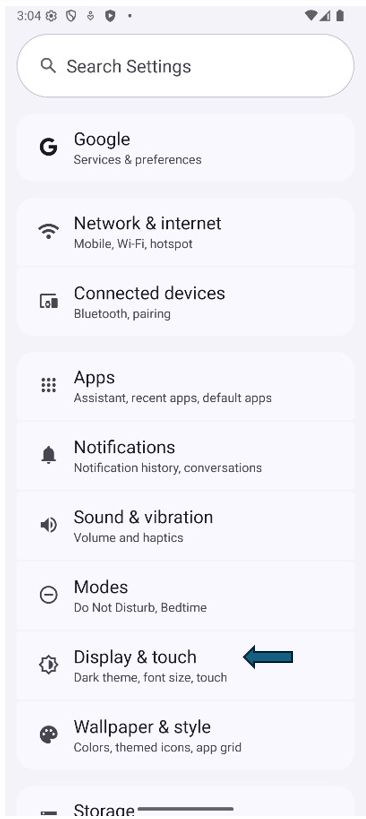 3:04
Search Settings
Google
Services & preferences
Network & internet
Mobile, Wi-Fi, hotspot
Connected devices
Bluetooth, pairing
Apps
Assistant, recent apps, default apps
Notifications
Notification history, conversations
Sound & vibration
Volume and haptics
Modes
Do Not Disturb, Bedtime
Display & touch
Dark theme, font size, touch
Wallpaper & style
Colors, themed icons, app grid
Storage